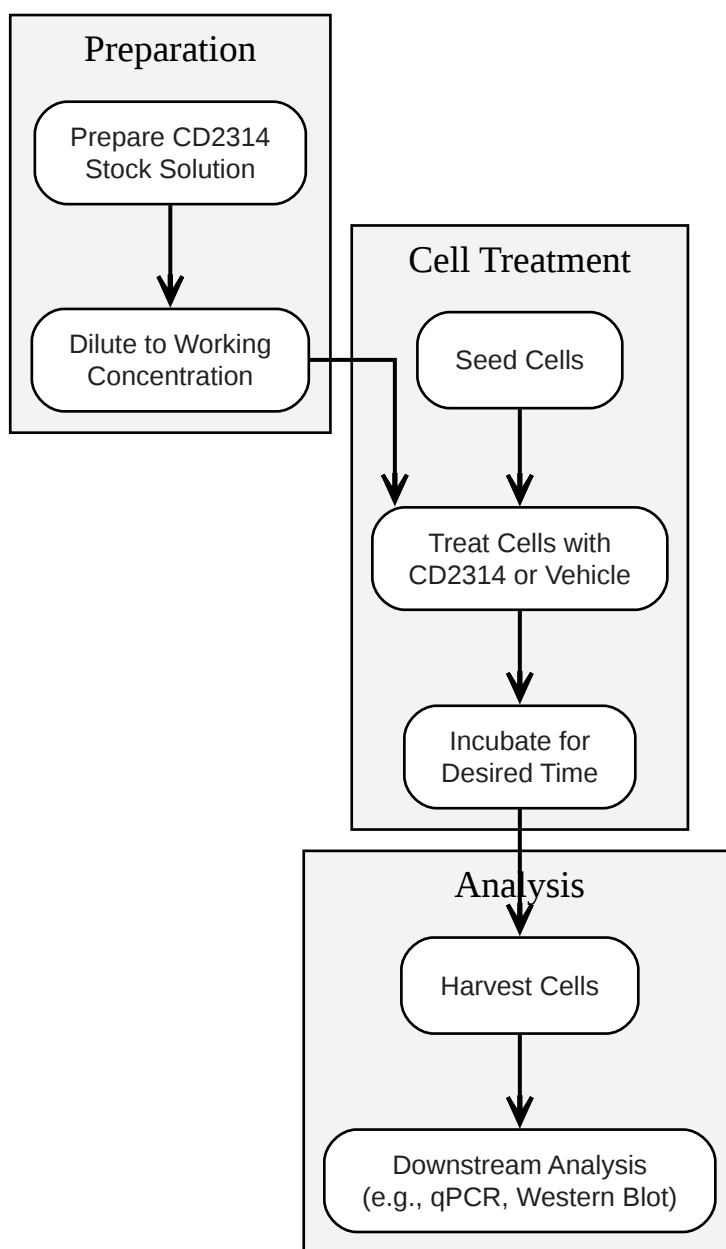 Preparation
Prepare CD2314
Stock Solution
Dilute to Working
Concentration
Cell Treatment
Seed Cells
Treat Cells with
CD2314 or Vehicle
Incubate for
Desired Time
Analysis
Harvest Cells
Downstream Analysis
(e.g., qPCR, Western Blot)